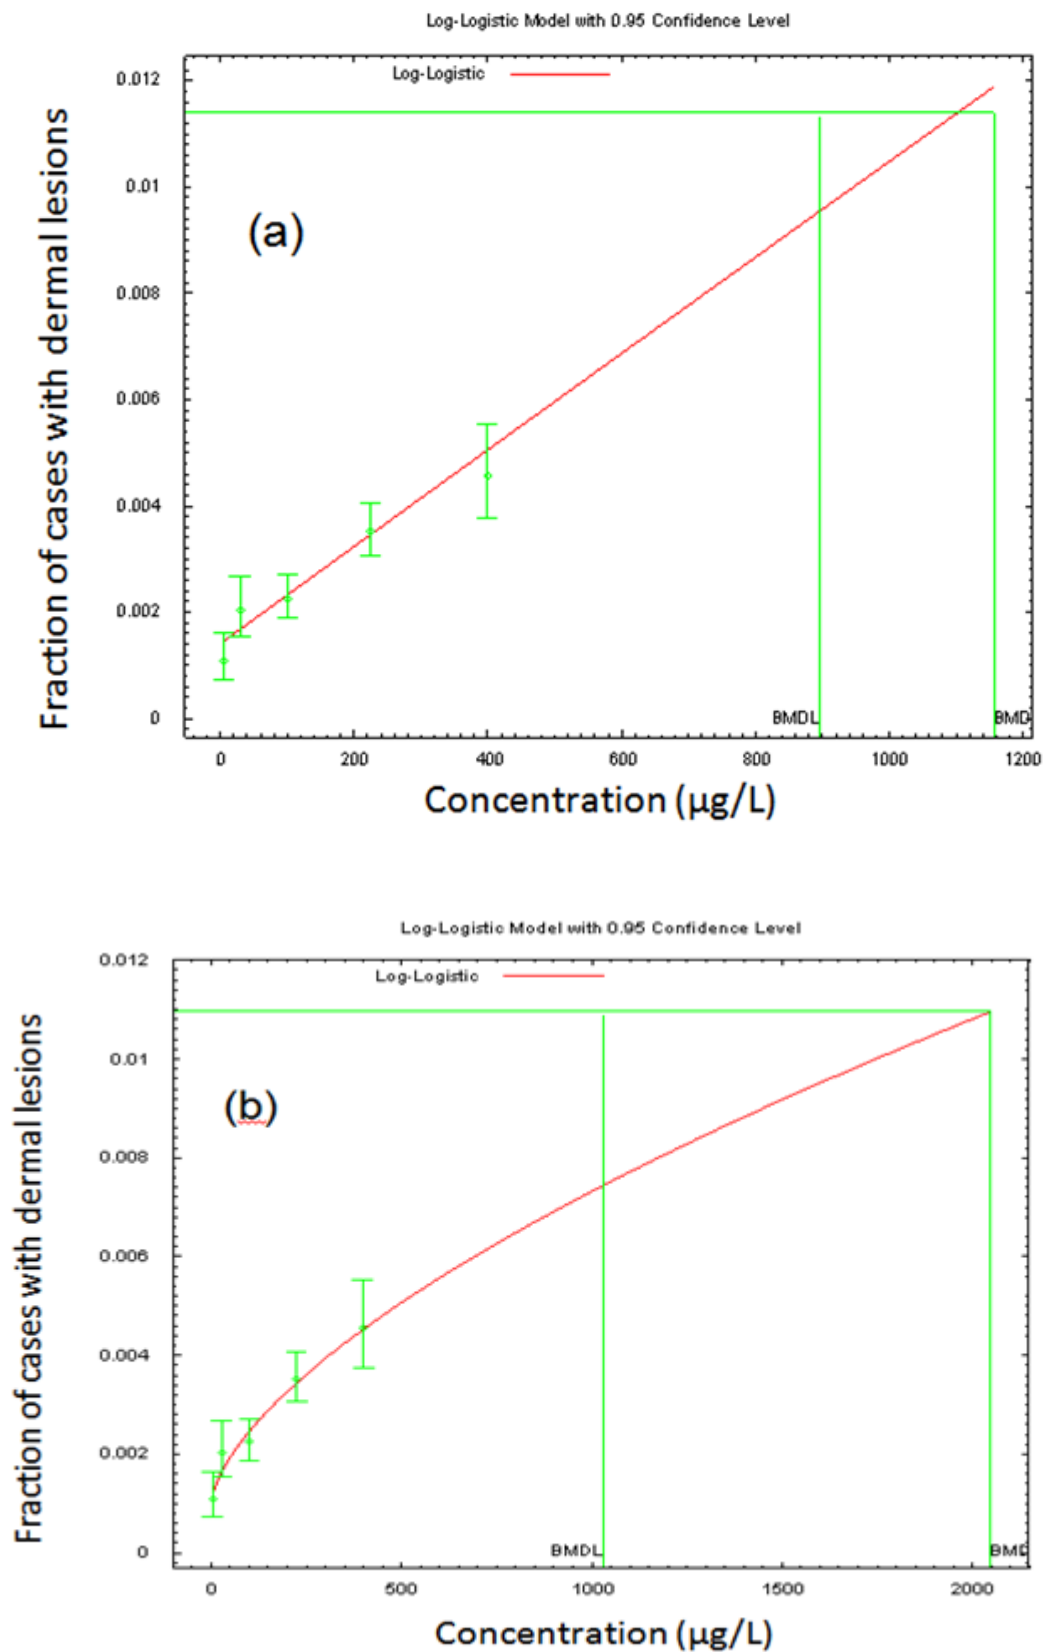 Log-Logistic Model with 0.95 Confidence Level
Log-Logistic
Fraction of cases with dermal lesions
0.012
0.01
0.008
0.006
0.004
0.002
0
(a)
BMDL
BMD
0 200 400 600 800 1000 1200
Concentration (µg/L)
Log-Logistic Model with 0.95 Confidence Level
Log-Logistic
Fraction of cases with dermal lesions
0.012
0.01
0.008
0.006
0.004
0.002
0
(b)
BMDL
BMD
0 500 1000 1500 2000
Concentration (µg/L)